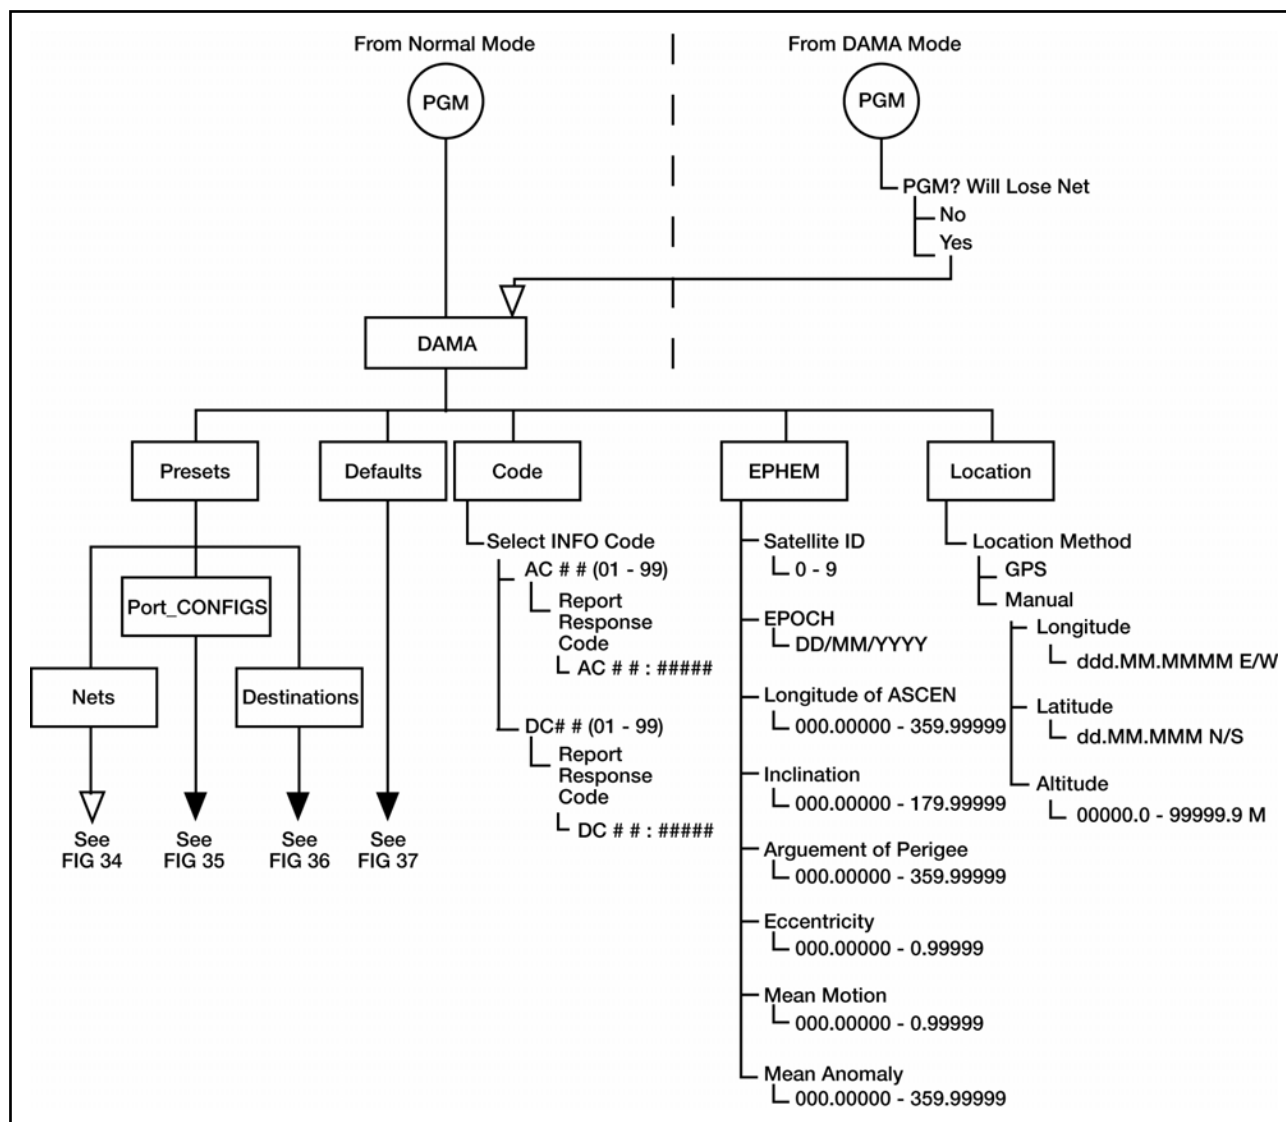 From Normal Mode
From DAMA Mode
PGM
PGM
PGM? Will Lose Net
No
Yes
DAMA
Presets
Defaults
Code
EPHEM
Location
Port_CONFIGS
Nets
Destinations
See
FIG 34
See
FIG 35
See
FIG 36
See
FIG 37
Select INFO Code
AC # # (01 - 99)
Report
Response
Code
AC # # : #####
DC# # (01 - 99)
Report
Response
Code
DC # # : #####
Satellite ID
0 - 9
EPOCH
DD/MM/YYYY
Longitude of ASCEN
000.00000 - 359.99999
Inclination
000.00000 - 179.99999
Arguement of Perigee
000.00000 - 359.99999
Eccentricity
000.00000 - 0.99999
Mean Motion
000.00000 - 0.99999
Mean Anomaly
000.00000 - 359.99999
Location Method
GPS
Manual
Longitude
ddd.MM.MMMM E/W
Latitude
dd.MM.MMM N/S
Altitude
00000.0 - 99999.9 M